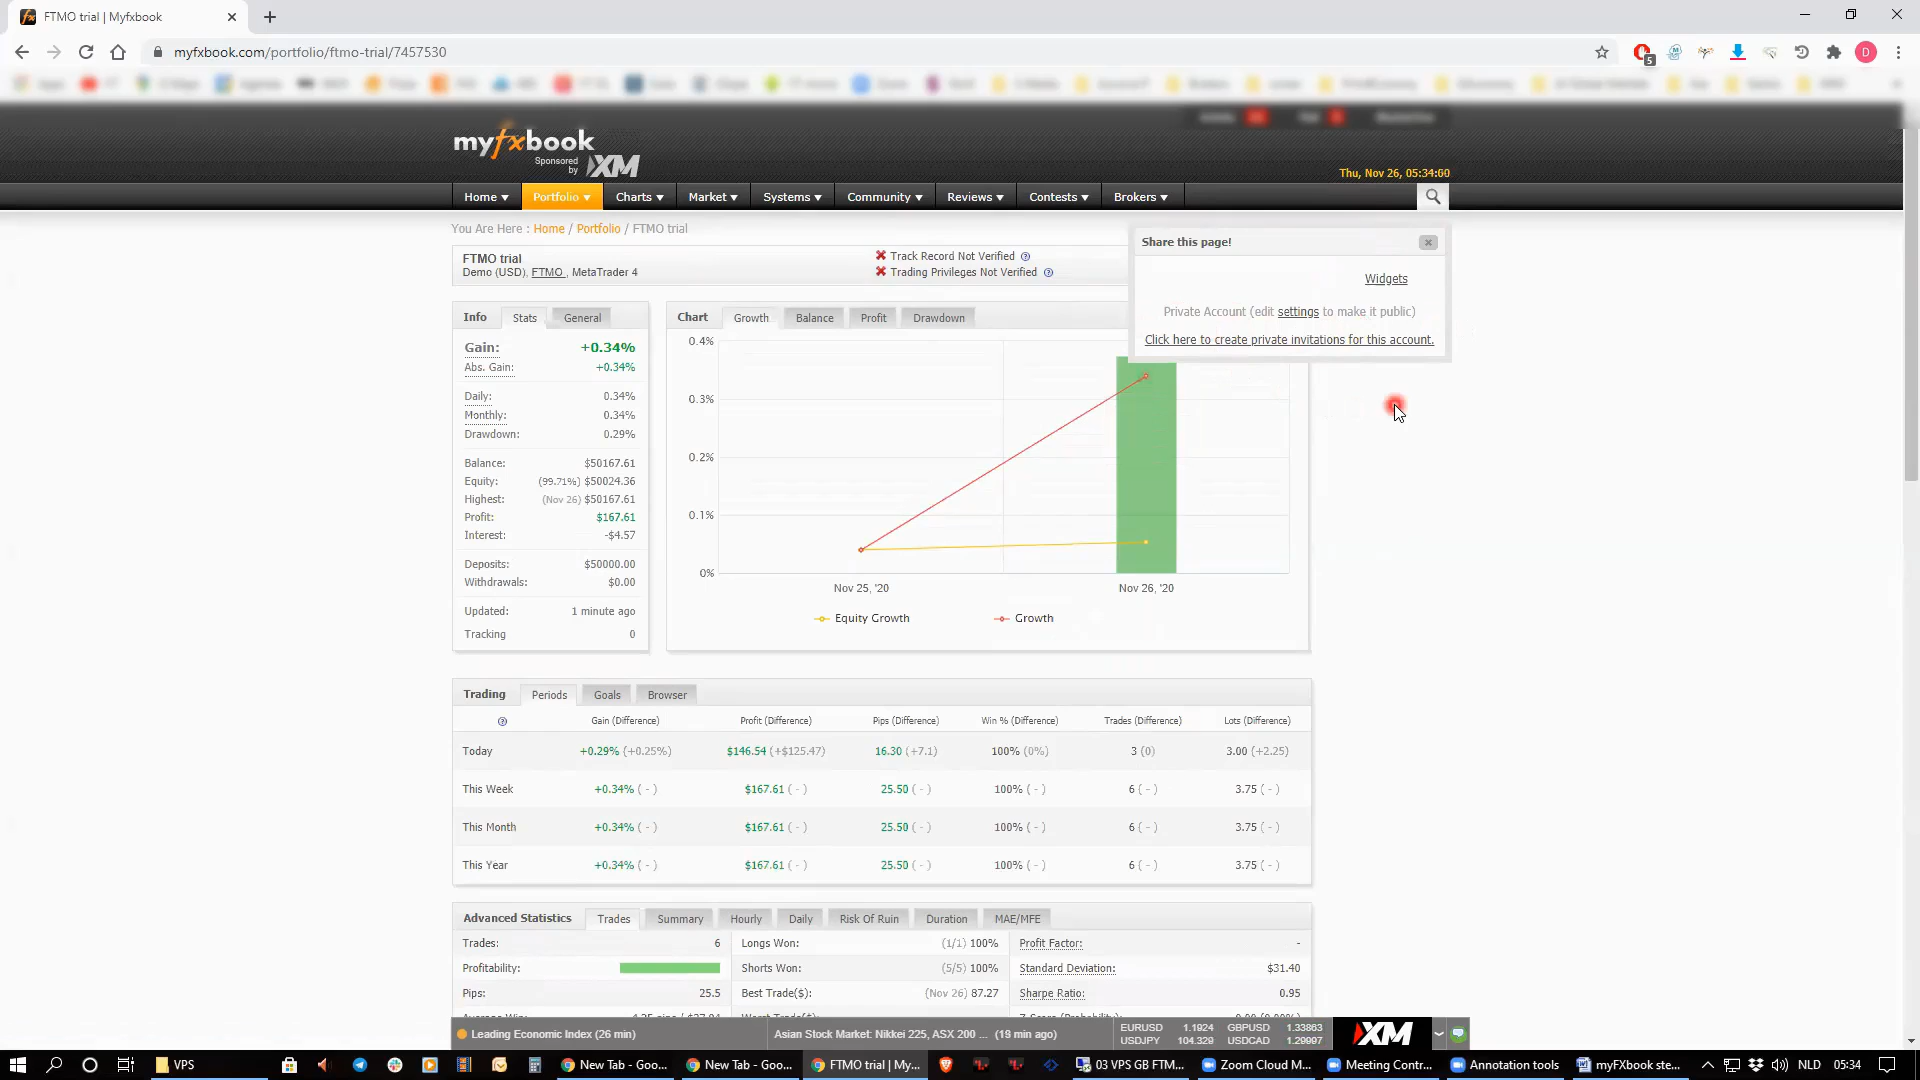 FTMO trial | Myfxbook
myfxbook.com/portfolio/ftmo-trial/7457530
5
D
myfxbook
Sponsored by XM
Thu, Nov 26, 05:34:00
Home Portfolio Charts Market Systems Community Reviews Contests Brokers
You Are Here : Home / Portfolio / FTMO trial
Share this page!
Widgets
Private Account (edit settings to make it public)
Click here to create private invitations for this account.
FTMO trial
Demo (USD), FTMO , MetaTrader 4
Track Record Not Verified
Trading Privileges Not Verified
Info Stats General
Gain: +0.34%
Abs. Gain: +0.34%
Daily: 0.34%
Monthly: 0.34%
Drawdown: 0.29%
Balance: $50167.61
Equity: (99.71%) $50024.36
Highest: (Nov 26) $50167.61
Profit: $167.61
Interest: -$4.57
Deposits: $50000.00
Withdrawals: $0.00
Updated: 1 minute ago
Tracking 0
Chart Growth Balance Profit Drawdown
0.4%
0.3%
0.2%
0.1%
0%
Nov 25, '20 Nov 26, '20
Equity Growth Growth
Trading Periods Goals Browser
Gain (Difference) Profit (Difference) Pips (Difference) Win % (Difference) Trades (Difference) Lots (Difference)
Today +0.29% (+0.25%) $146.54 (+$125.47) 16.30 (+7.1) 100% (0%) 3 (0) 3.00 (+2.25)
This Week +0.34% ( - ) $167.61 ( - ) 25.50 ( - ) 100% ( - ) 6 ( - ) 3.75 ( - )
This Month +0.34% ( - ) $167.61 ( - ) 25.50 ( - ) 100% ( - ) 6 ( - ) 3.75 ( - )
This Year +0.34% ( - ) $167.61 ( - ) 25.50 ( - ) 100% ( - ) 6 ( - ) 3.75 ( - )
Advanced Statistics Trades Summary Hourly Daily Risk Of Ruin Duration MAE/MFE
Trades: 6 Longs Won: (1/1) 100% Profit Factor: -
Profitability: Shorts Won: (5/5) 100% Standard Deviation: $31.40
Pips: 25.5 Best Trade($): (Nov 26) 87.27 Sharpe Ratio: 0.95
Leading Economic Index (26 min) Asian Stock Market: Nikkei 225, ASX 200 ... (18 min ago)
EURUSD 1.1924 GBPUSD 1.33863
USDJPY 104.329 USDCAD 1.29997
XM
VPS New Tab - Goo... New Tab - Goo... FTMO trial | My... 03 VPS GB FTM... Zoom Cloud M... Meeting Contr... Annotation tools myFXbook ste... NLD 05:34